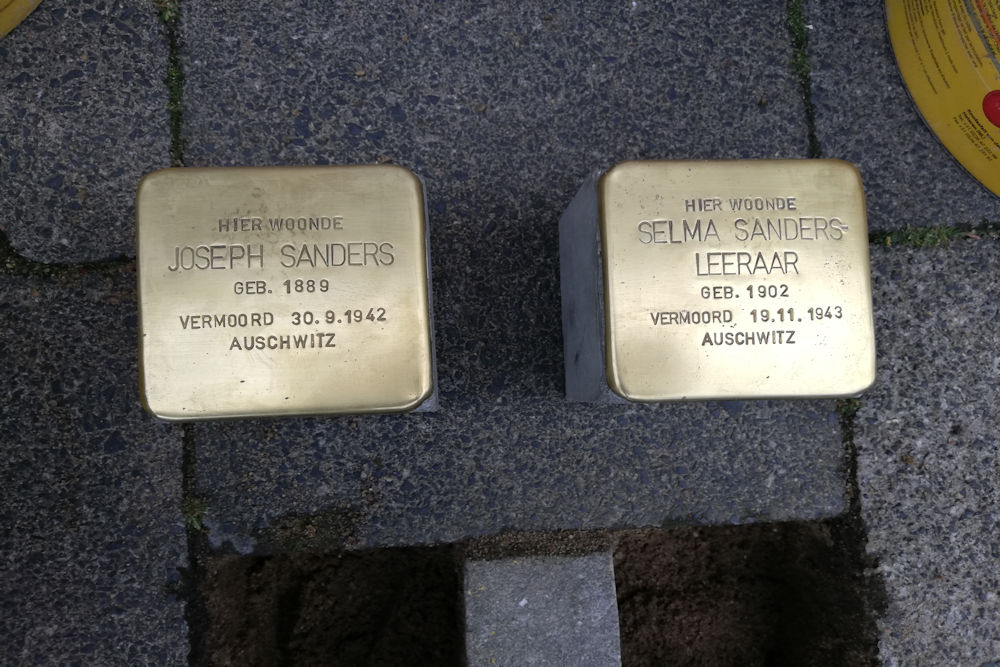 HIER WOONDE
JOSEPH SANDERS
GEB. 1889
VERMOORD 30.9.1942
AUSCHWITZ
HIER WOONDE
SELMA SANDERS-
LEERAAR
GEB. 1902
VERMOORD 19.11.1943
AUSCHWITZ